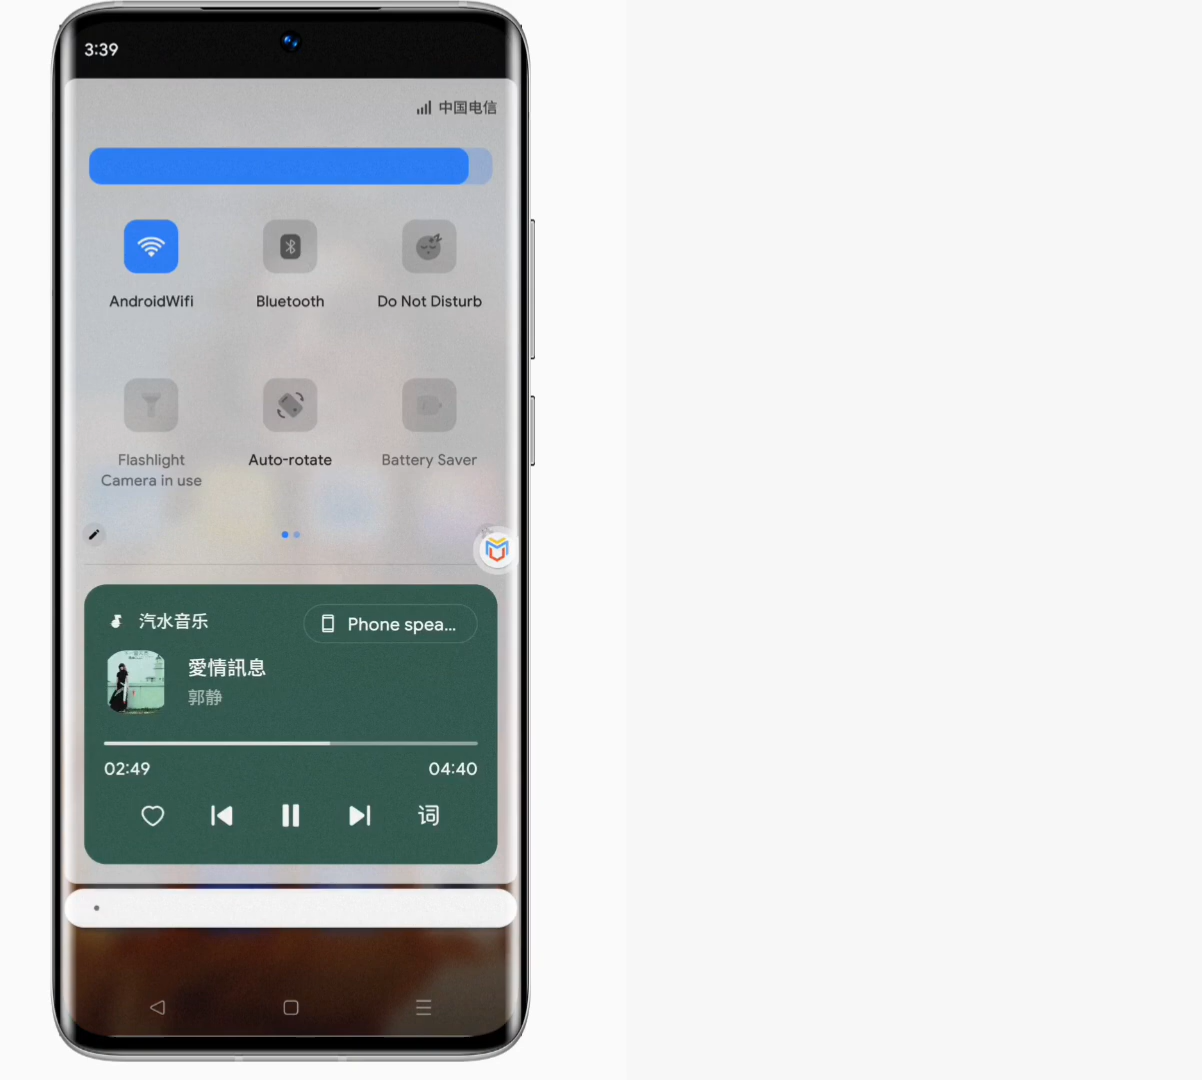 3:39
中国电信
AndroidWifi
Bluetooth
Do Not Disturb
Flashlight
Camera in use
Auto-rotate
Battery Saver
汽水音乐
Phone spea...
愛情訊息
郭静
02:49
04:40
词